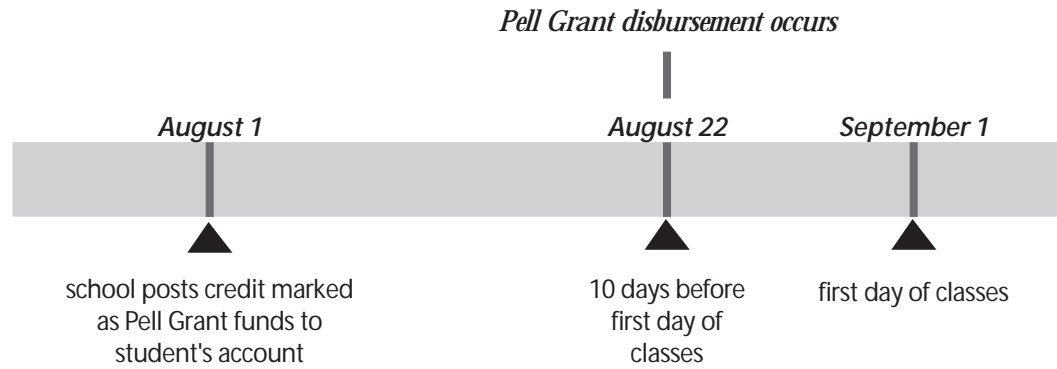 Pell Grant disbursement occurs
August 1
August 22
September 1
school posts credit marked
as Pell Grant funds to
student's account
10 days before
first day of
classes
first day of classes